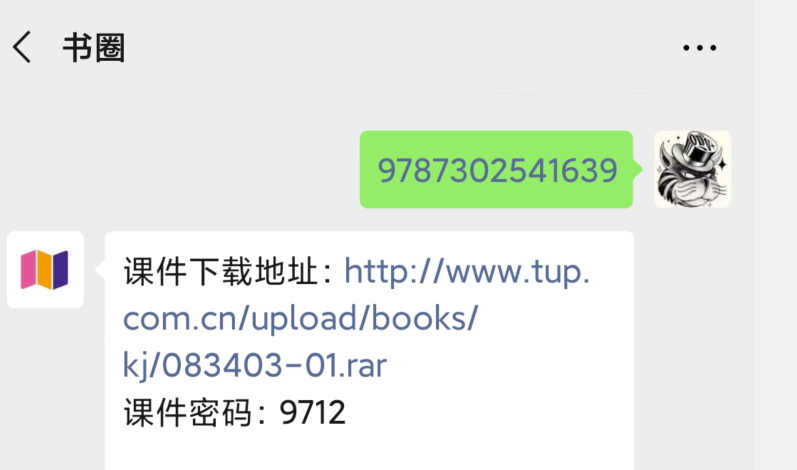 书圈
9787302541639
课件下载地址：http://www.tup.
com.cn/upload/books/
kj/083403-01.rar
课件密码：9712